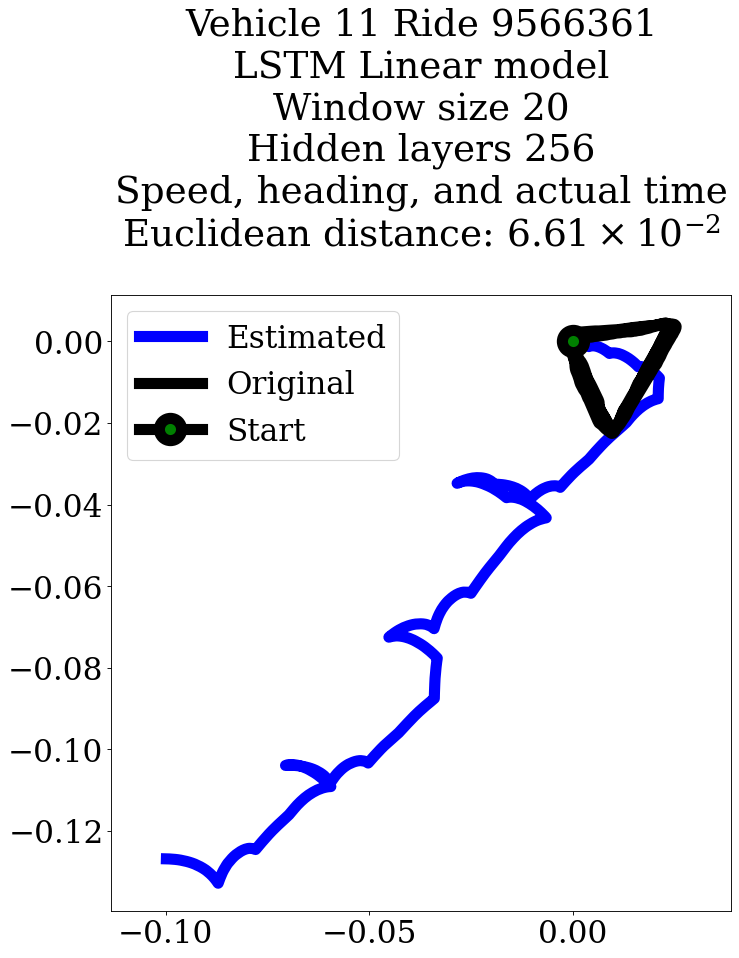 Vehicle 11 Ride 9566361
LSTM Linear model
Window size 20
Hidden layers 256
Speed, heading, and actual time
Euclidean distance: 6.61 × 10⁻²
Estimated
Original
Start
0.00
−0.02
−0.04
−0.06
−0.08
−0.10
−0.12
−0.10 −0.05 0.00